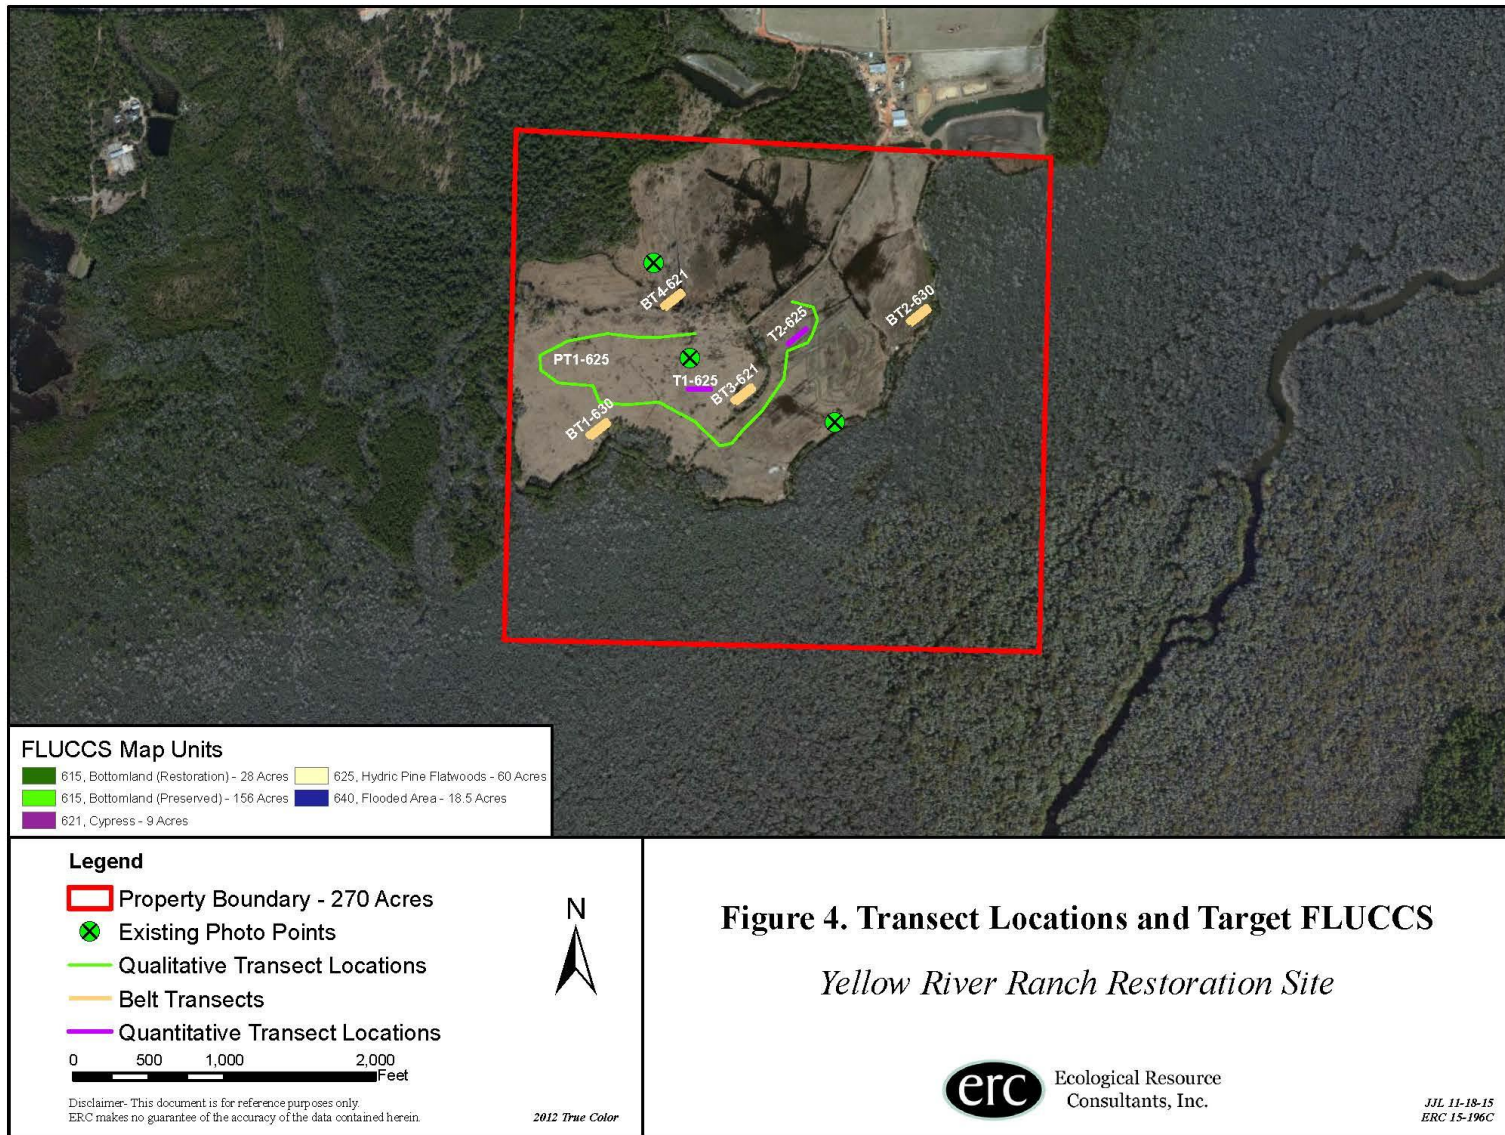 BT4-621
BT2-630
T2-625
PT1-625
T1-625
BT3-621
BT1-630
FLUCCS Map Units
615, Bottomland (Restoration) - 28 Acres
625, Hydric Pine Flatwoods - 60 Acres
615, Bottomland (Preserved) - 156 Acres
640, Flooded Area - 18.5 Acres
621, Cypress - 9 Acres
Legend
Property Boundary - 270 Acres
Existing Photo Points
Qualitative Transect Locations
Belt Transects
Quantitative Transect Locations
0 500 1,000 2,000
Feet
Disclaimer- This document is for reference purposes only.
ERC makes no guarantee of the accuracy of the data contained herein.
N
2012 True Color
Figure 4. Transect Locations and Target FLUCCS
Yellow River Ranch Restoration Site
erc
Ecological Resource
Consultants, Inc.
JJL 11-18-15
ERC 15-196C